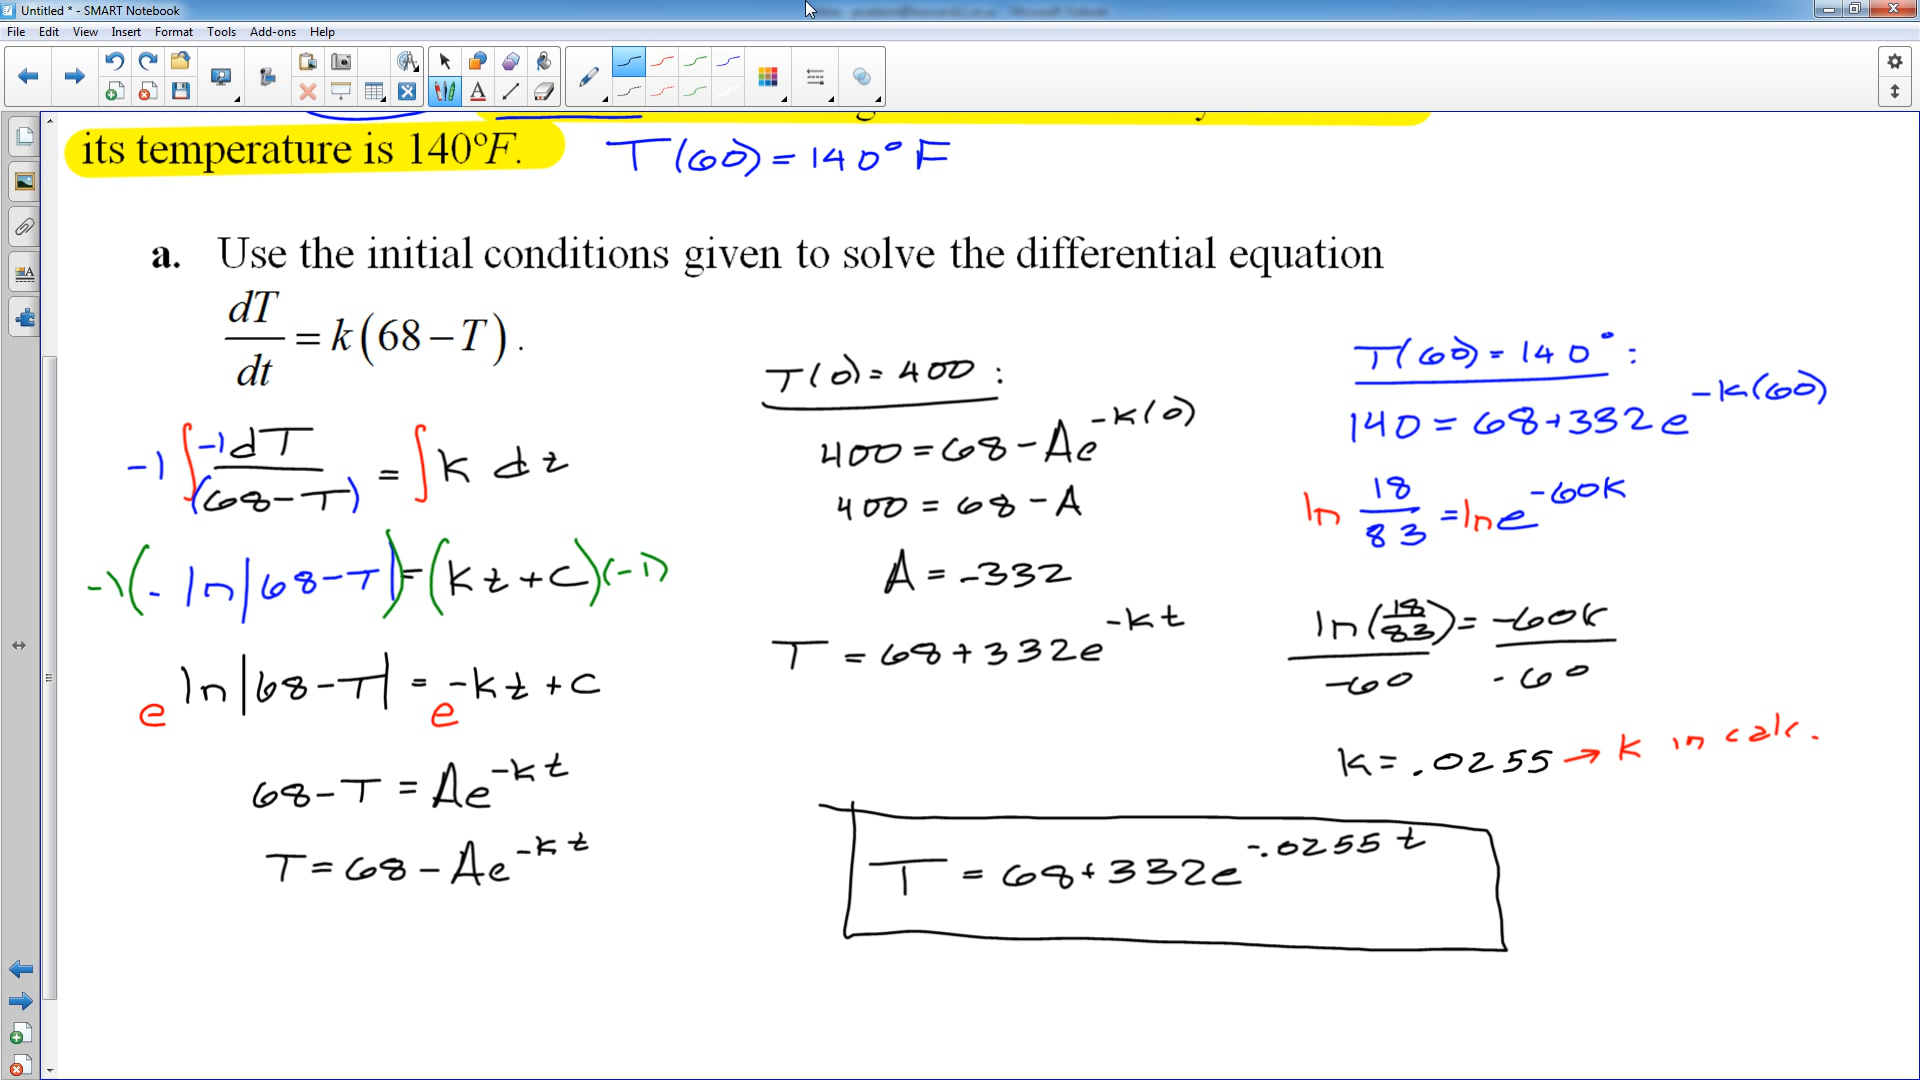 Untitled * - SMART Notebook
File Edit View Insert Format Tools Add-ons Help
its temperature is 140°F.
T(60) = 140° F
a. Use the initial conditions given to solve the differential equation
dT/dt = k(68 – T).
-1 ∫ -1 dT/(68-T) = ∫ k dt
-1(- ln|68-T|) = (kt + C)(-1)
e ln|68-T| = e -kt + C
68-T = Ae^-kt
T = 68 - Ae^-kt
T(0) = 400 :
400 = 68 - Ae^-k(0)
400 = 68 - A
A = -332
T = 68 + 332e^-kt
T(60) = 140° :
140 = 68 + 332e^-k(60)
ln 18/83 = ln e^-60k
ln(18/83)/-60 = -60k/-60
k = .0255 → k in calc.
T = 68 + 332e^-.0255t